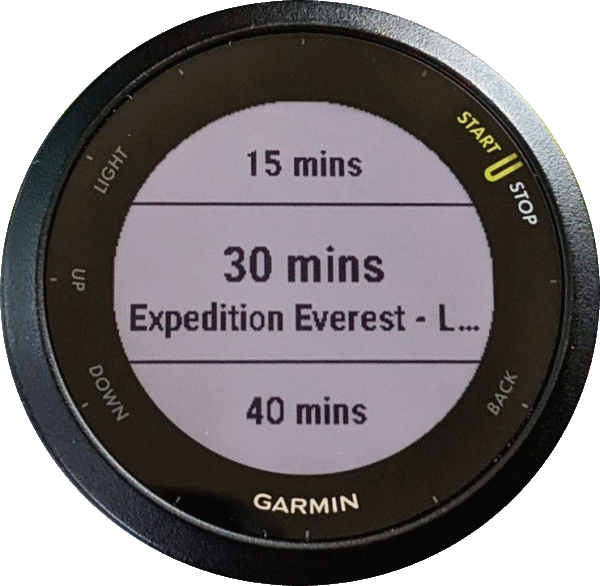 15 mins
30 mins
Expedition Everest - L...
40 mins
LIGHT
UP
DOWN
START
STOP
BACK
GARMIN